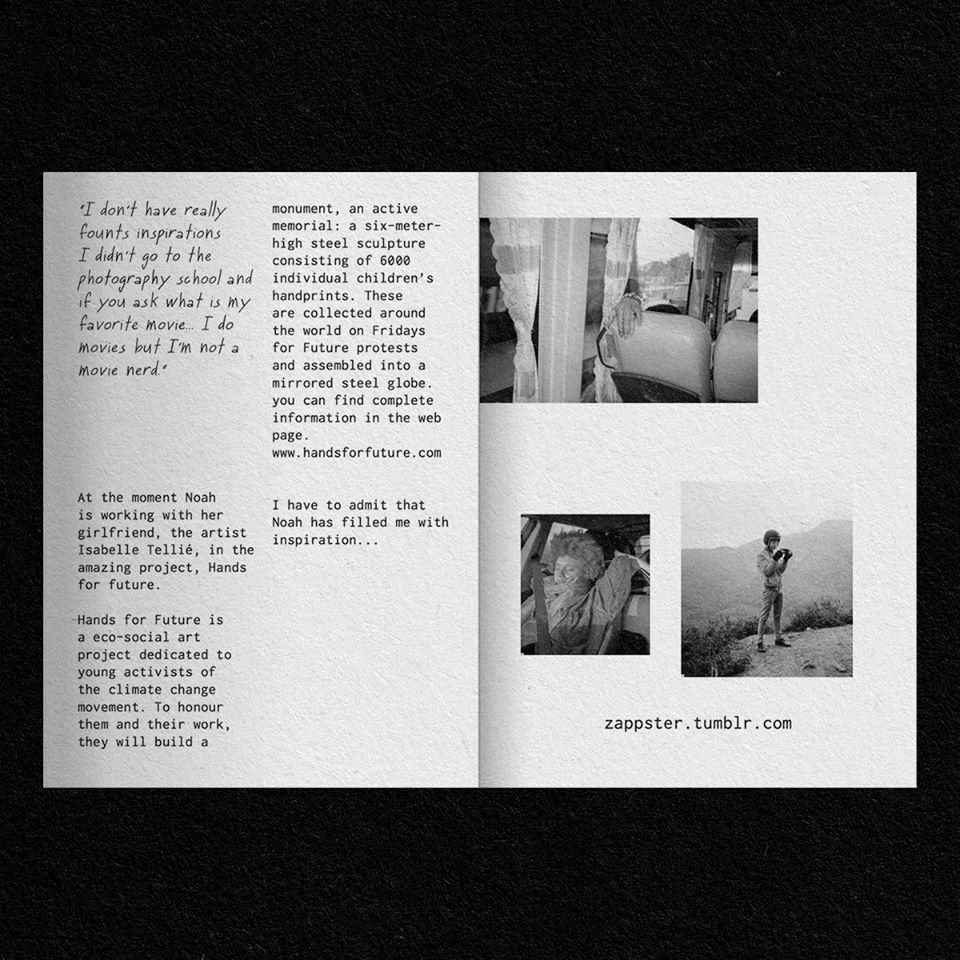 "I don't have really
founts inspirations
I didn't go to the
photography school and
if you ask what is my
favorite movie... I do
movies but I'm not a
movie nerd."
At the moment Noah
is working with her
girlfriend, the artist
Isabelle Tellié, in the
amazing project, Hands
for future.
Hands for Future is
a eco-social art
project dedicated to
young activists of
the climate change
movement. To honour
them and their work,
they will build a
monument, an active
memorial: a six-meter-
high steel sculpture
consisting of 6000
individual children's
handprints. These
are collected around
the world on Fridays
for Future protests
and assembled into a
mirrored steel globe.
you can find complete
information in the web
page.
www.handsforfuture.com
I have to admit that
Noah has filled me with
inspiration...
zappster.tumblr.com